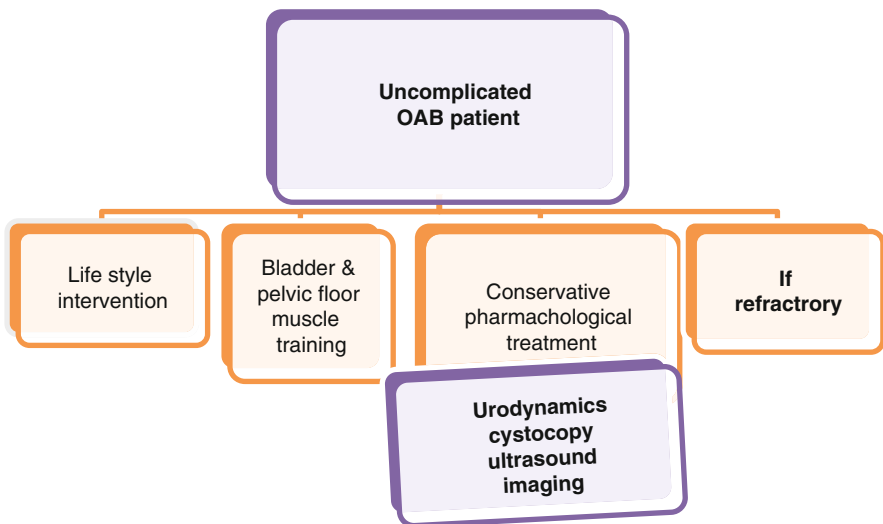 Uncomplicated
OAB patient
Life style
intervention
Bladder &
pelvic floor
muscle
training
Conservative
pharmachological
treatment
If
refractrory
Urodynamics
cystocopy
ultrasound
imaging